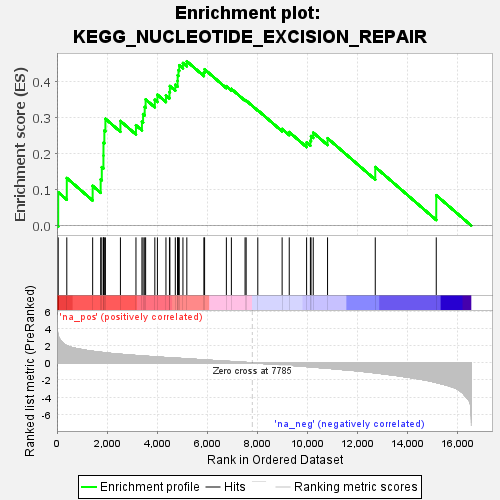 Enrichment plot:
KEGG_NUCLEOTIDE_EXCISION_REPAIR
Enrichment score (ES)
0.4
0.3
0.2
0.1
0.0
'na_pos' (positively correlated)
Ranked list metric (PreRanked)
6
4
2
0
-2
-4
-6
Zero cross at 7785
'na_neg' (negatively correlated)
0
2,000
4,000
6,000
8,000
10,000
12,000
14,000
16,000
Rank in Ordered Dataset
Enrichment profile
Hits
Ranking metric scores